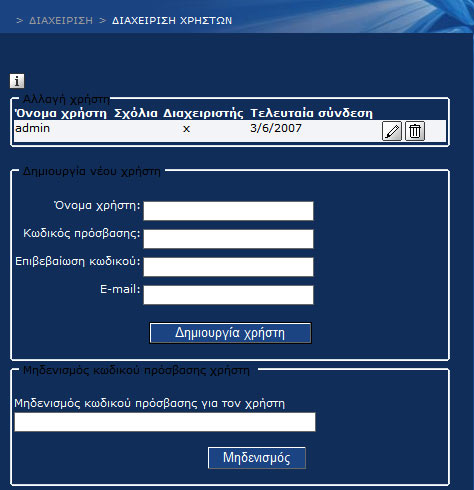 > ΔΙΑΧΕΙΡΙΣΗ > ΔΙΑΧΕΙΡΙΣΗ ΧΡΗΣΤΩΝ
i
Αλλαγή χρήστη
Όνομα χρήστη Σχόλια Διαχειριστής Τελευταία σύνδεση
admin x 3/6/2007
Δημιουργία νέου χρήστη
Όνομα χρήστη:
Κωδικός πρόσβασης:
Επιβεβαίωση κωδικού:
E-mail:
Δημιουργία χρήστη
Μηδενισμός κωδικού πρόσβασης χρήστη
Μηδενισμός κωδικού πρόσβασης για τον χρήστη
Μηδενισμός